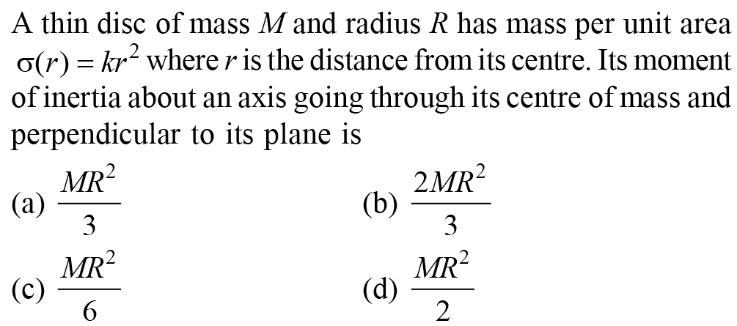 A thin disc of mass M and radius R has mass per unit area
σ(r) = kr² where r is the distance from its centre. Its moment
of inertia about an axis going through its centre of mass and
perpendicular to its plane is
(a) MR²/3 (b) 2MR²/3
(c) MR²/6 (d) MR²/2